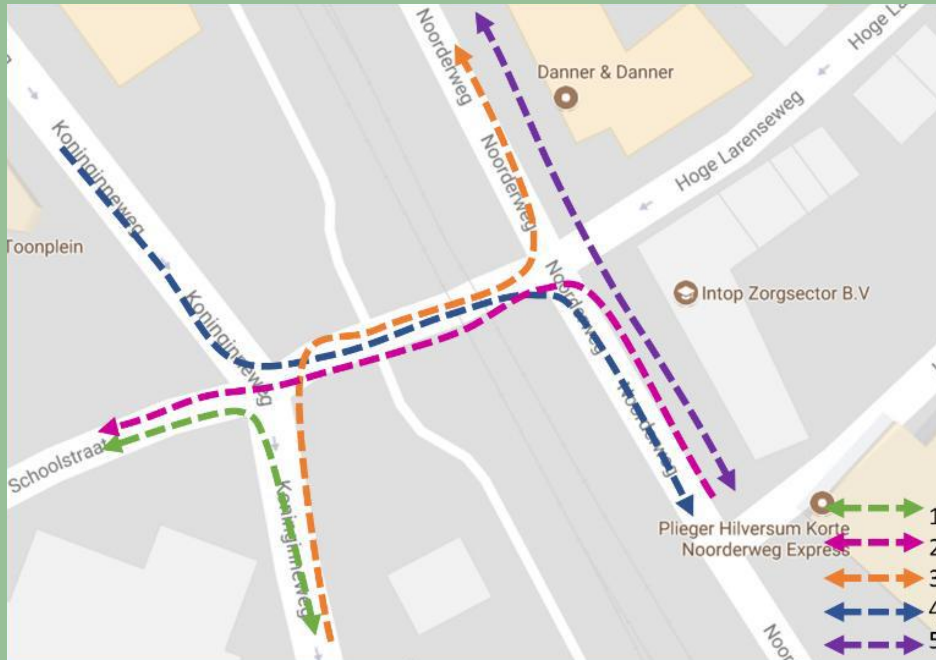 Noorderweg
Hoge La
Danner & Danner
Koninginneweg
Noorderweg
Hoge Larenseweg
Toonplein
Noorderweg
Intop Zorgsector B.V
Koninginneweg
Noorderweg
Schoolstraat
Koninginneweg
Plieger Hilversum Korte
Noorderweg Express
1
2
3
4
5
Noor